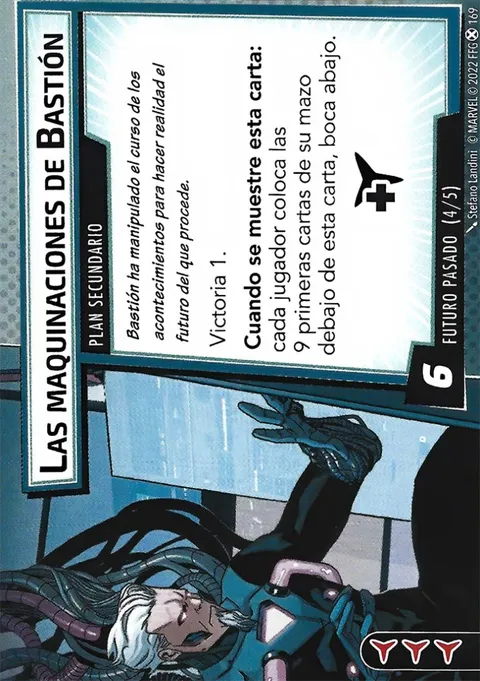 LAS MAQUINACIONES DE BASTIÓN
PLAN SECUNDARIO
Bastión ha manipulado el curso de los
acontecimientos para hacer realidad el
futuro del que procede.
Victoria 1.
Cuando se muestre esta carta:
cada jugador coloca las
9 primeras cartas de su mazo
debajo de esta carta, boca abajo.
6
FUTURO PASADO (4/5)
Stefano Landini © MARVEL © 2022 FFG 169